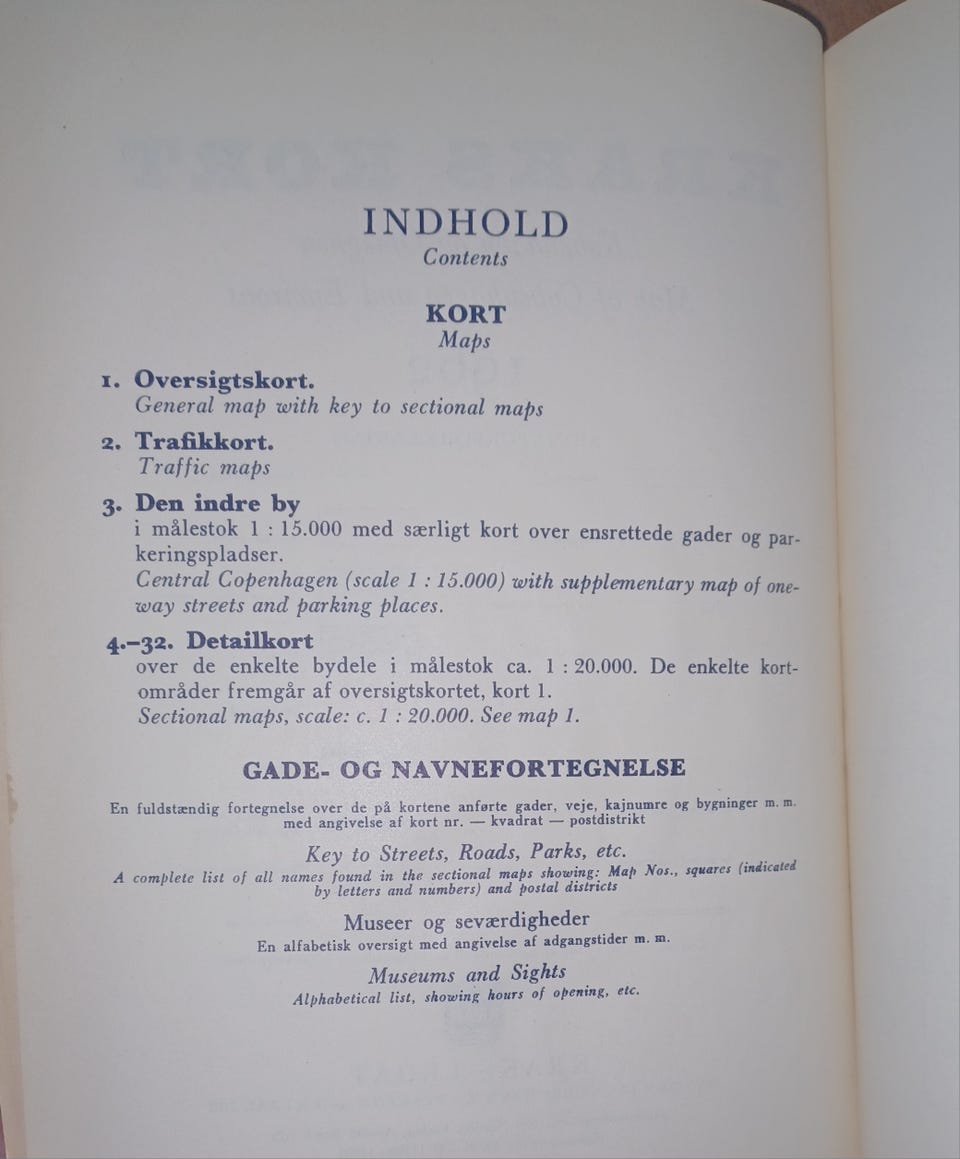 INDHOLD
Contents
KORT
Maps
1. Oversigtskort.
General map with key to sectional maps
2. Trafikkort.
Traffic maps
3. Den indre by
i målestok 1 : 15.000 med særligt kort over ensrettede gader og par-
keringspladser.
Central Copenhagen (scale 1 : 15.000) with supplementary map of one-
way streets and parking places.
4.–32. Detailkort
over de enkelte bydele i målestok ca. 1 : 20.000. De enkelte kort-
områder fremgår af oversigtskortet, kort 1.
Sectional maps, scale: c. 1 : 20.000. See map 1.
GADE- OG NAVNEFORTEGNELSE
En fuldstændig fortegnelse over de på kortene anførte gader, veje, kajnumre og bygninger m. m.
med angivelse af kort nr. — kvadrat — postdistrikt
Key to Streets, Roads, Parks, etc.
A complete list of all names found in the sectional maps showing: Map Nos., squares (indicated
by letters and numbers) and postal districts
Museer og seværdigheder
En alfabetisk oversigt med angivelse af adgangstider m. m.
Museums and Sights
Alphabetical list, showing hours of opening, etc.